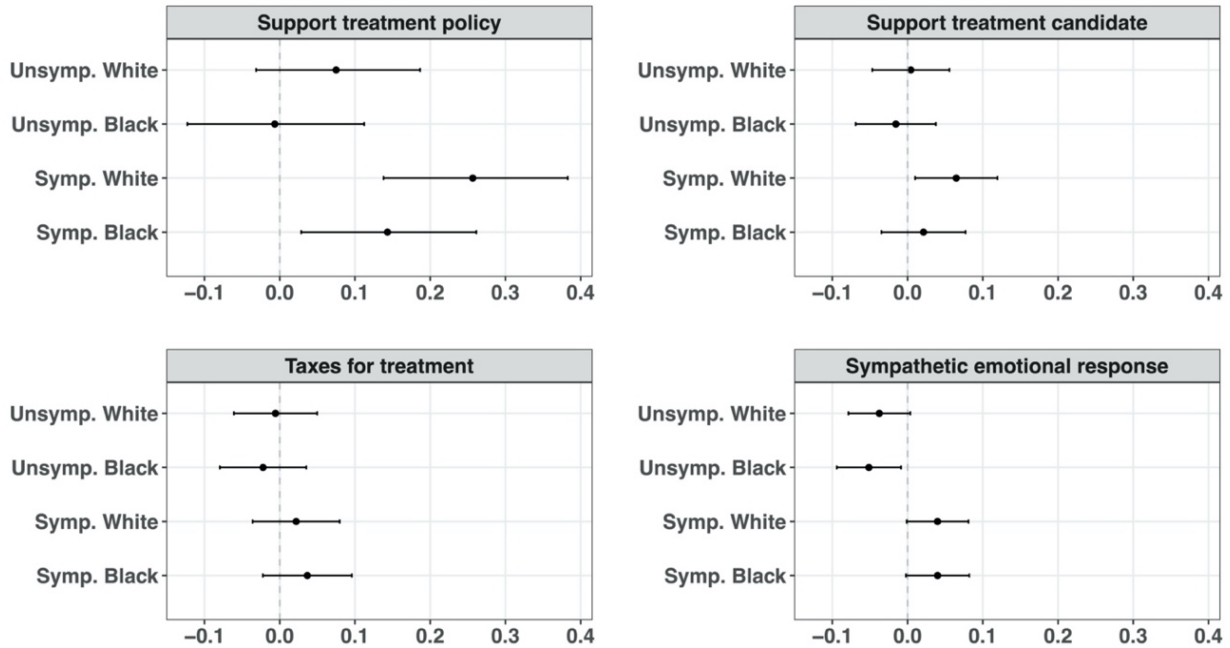 Support treatment policy
Unsymp. White
Unsymp. Black
Symp. White
Symp. Black
−0.1 0.0 0.1 0.2 0.3 0.4
Support treatment candidate
Unsymp. White
Unsymp. Black
Symp. White
Symp. Black
−0.1 0.0 0.1 0.2 0.3 0.4
Taxes for treatment
Unsymp. White
Unsymp. Black
Symp. White
Symp. Black
−0.1 0.0 0.1 0.2 0.3 0.4
Sympathetic emotional response
Unsymp. White
Unsymp. Black
Symp. White
Symp. Black
−0.1 0.0 0.1 0.2 0.3 0.4